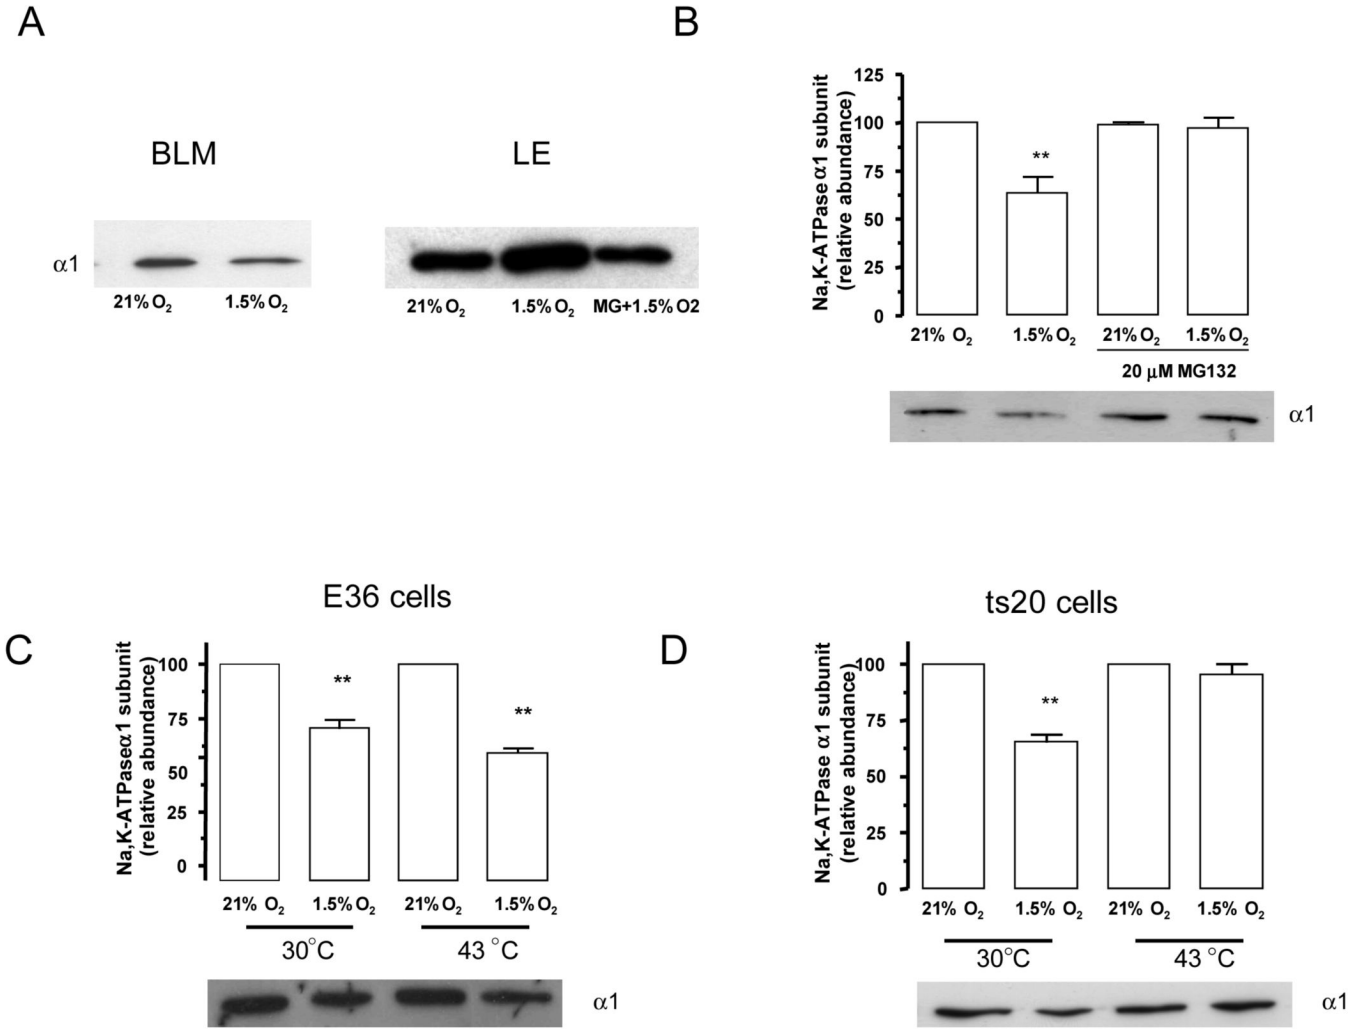 A
BLM
LE
α1
21% O2
1.5% O2
21% O2
1.5% O2
MG+1.5% O2
B
Na,K-ATPase α1 subunit
(relative abundance)
125
100
75
50
25
0
**
21% O2
1.5% O2
21% O2
1.5% O2
20 µM MG132
α1
C
E36 cells
Na,K-ATPaseα1 subunit
(relative abundance)
100
75
50
25
0
**
**
21% O2
1.5% O2
21% O2
1.5% O2
30°C
43 °C
α1
D
ts20 cells
Na,K-ATPase α1 subunit
(relative abundance)
100
75
50
25
0
**
21% O2
1.5% O2
21% O2
1.5% O2
30°C
43 °C
α1